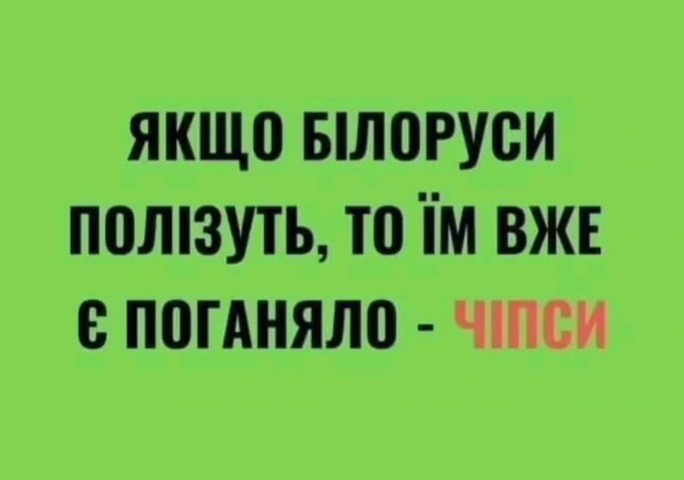 ЯКЩО БІЛОРУСИ
ПОЛІЗУТЬ, ТО ЇМ ВЖЕ
Є ПОГАНЯЛО - ЧІПСИ